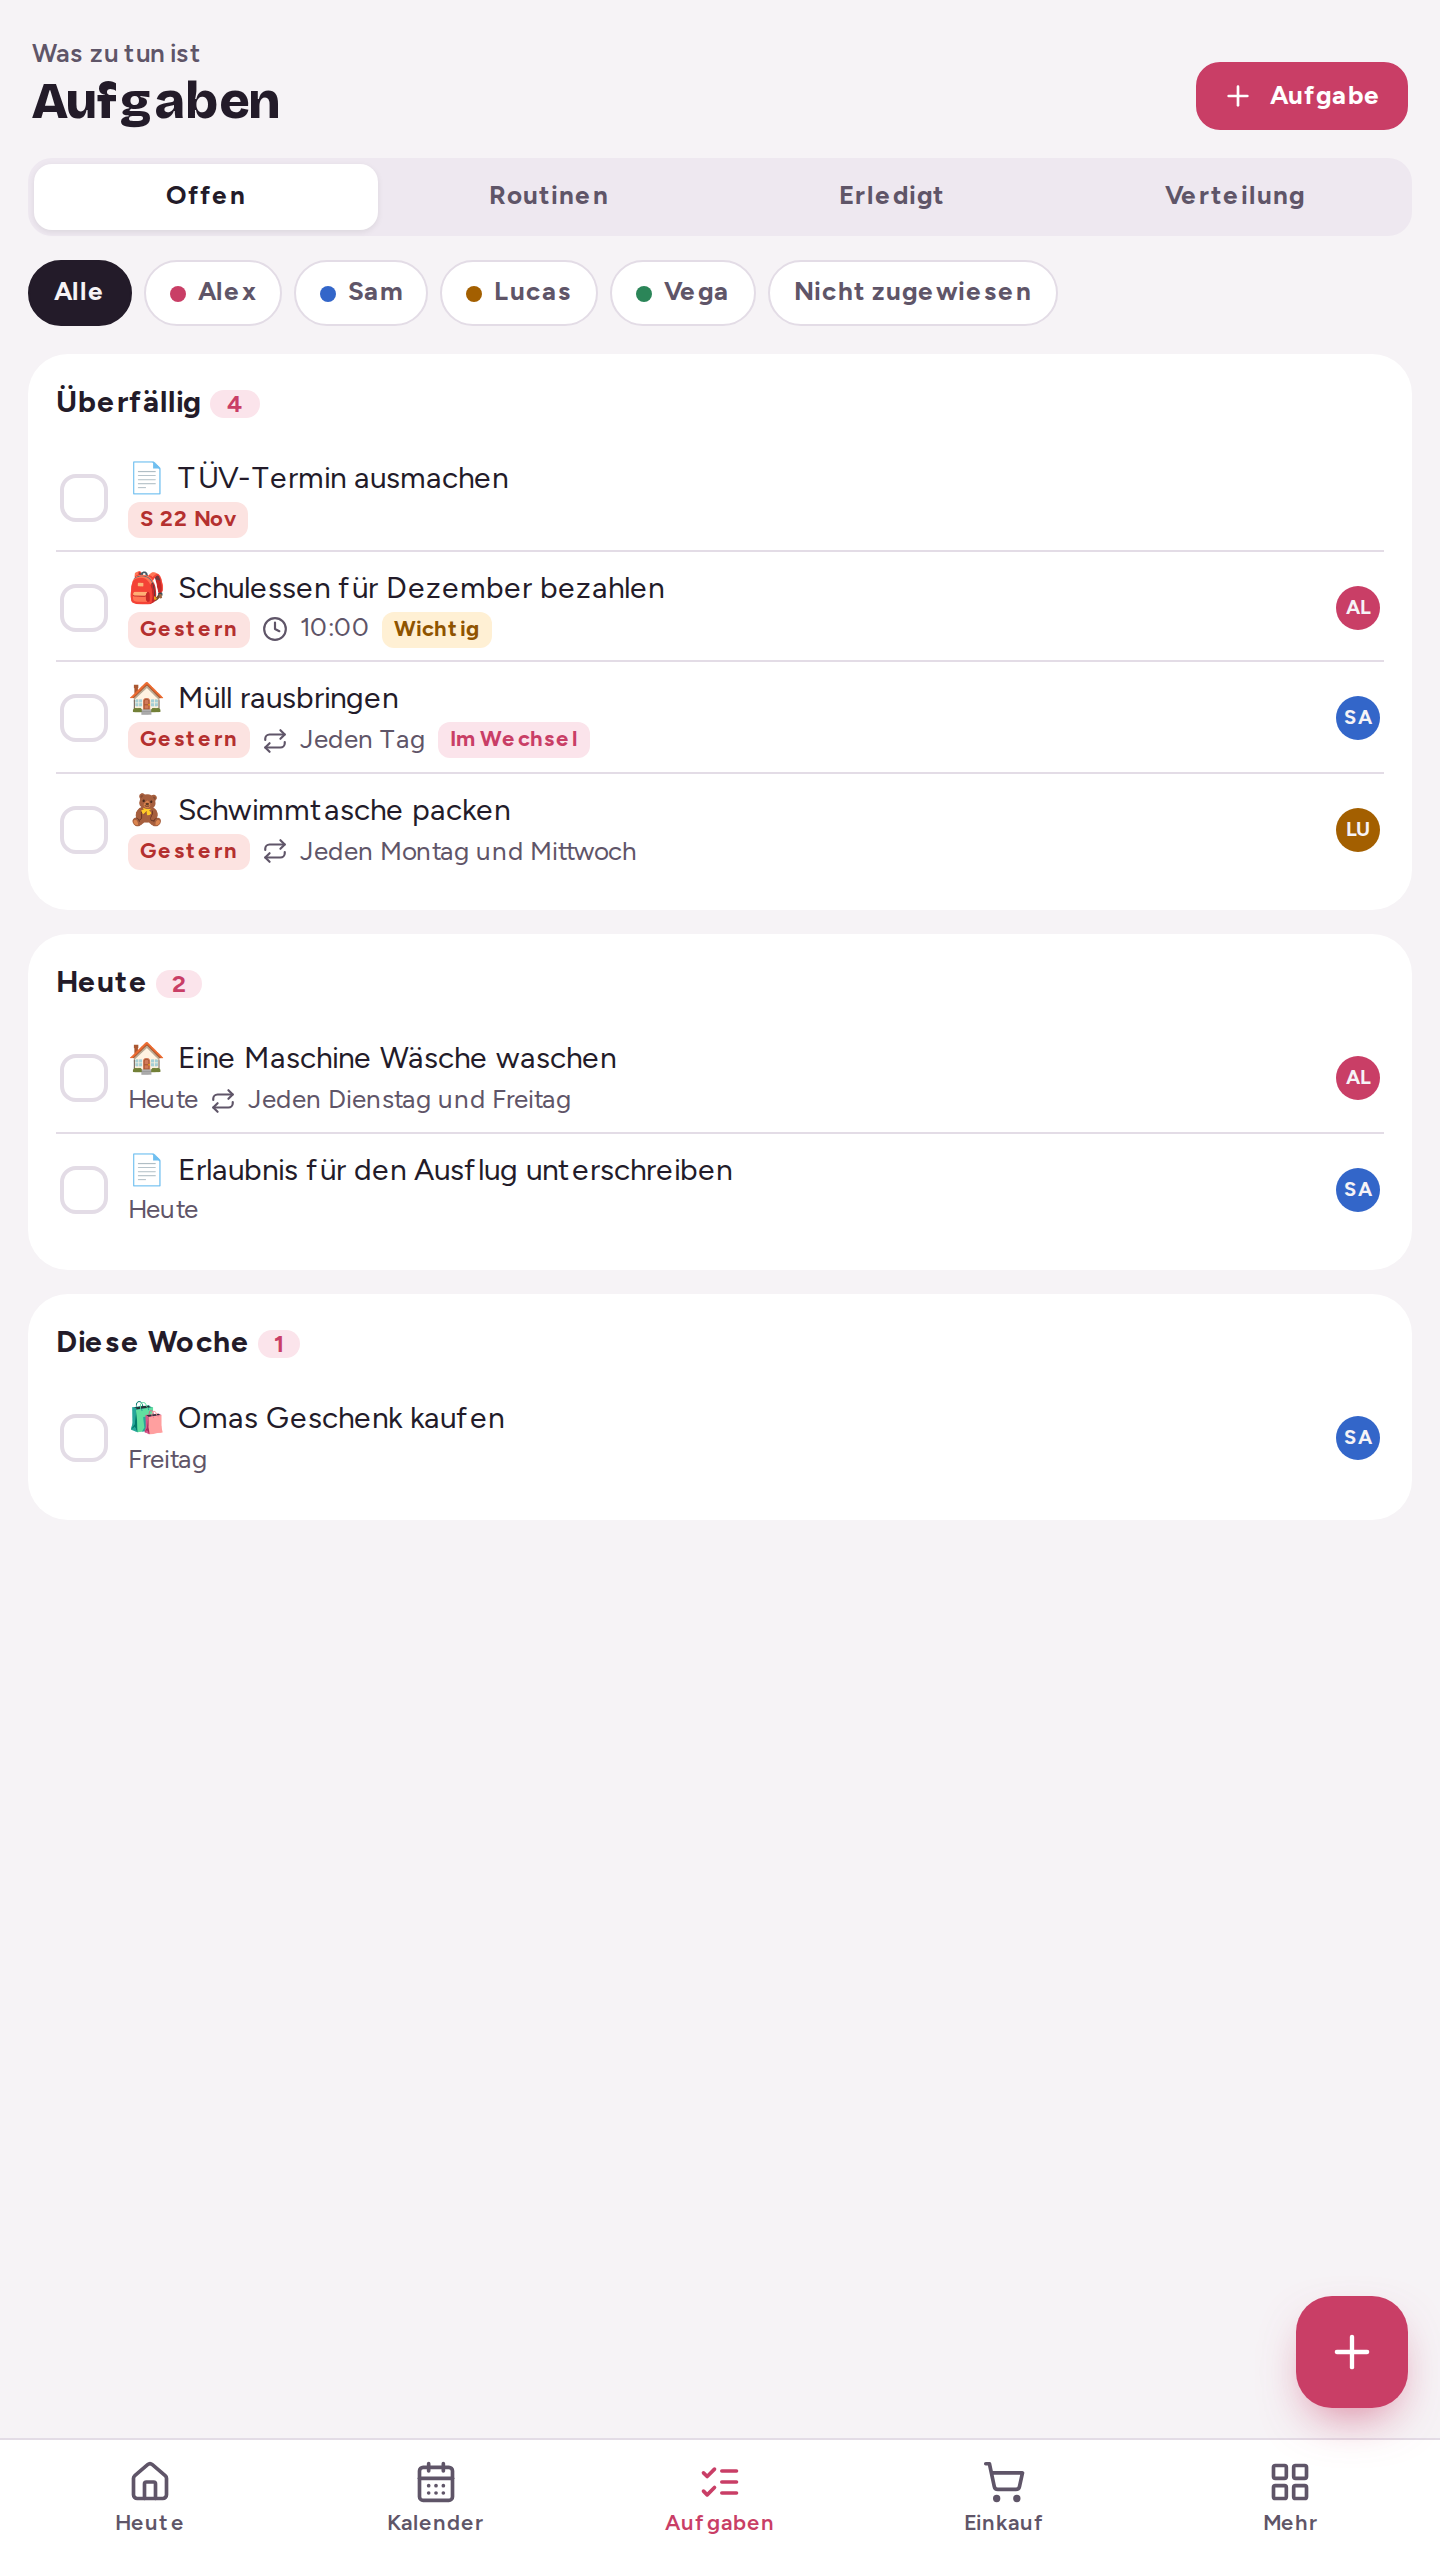 Was zu tun ist
Aufgaben
Aufgabe
Offen Routinen Erledigt Verteilung
Alle Alex Sam Lucas Vega Nicht zugewiesen
Überfällig 4
TÜV-Termin ausmachen
S 22 Nov
Schulessen für Dezember bezahlen
AL
Gestern 10:00 Wichtig
Müll rausbringen
SA
Gestern Jeden Tag Im Wechsel
Schwimmtasche packen
LU
Gestern Jeden Montag und Mittwoch
Heute 2
Eine Maschine Wäsche waschen
AL
Heute Jeden Dienstag und Freitag
Erlaubnis für den Ausflug unterschreiben
SA
Heute
Diese Woche 1
Omas Geschenk kaufen
SA
Freitag
Heute Kalender Aufgaben Einkauf Mehr